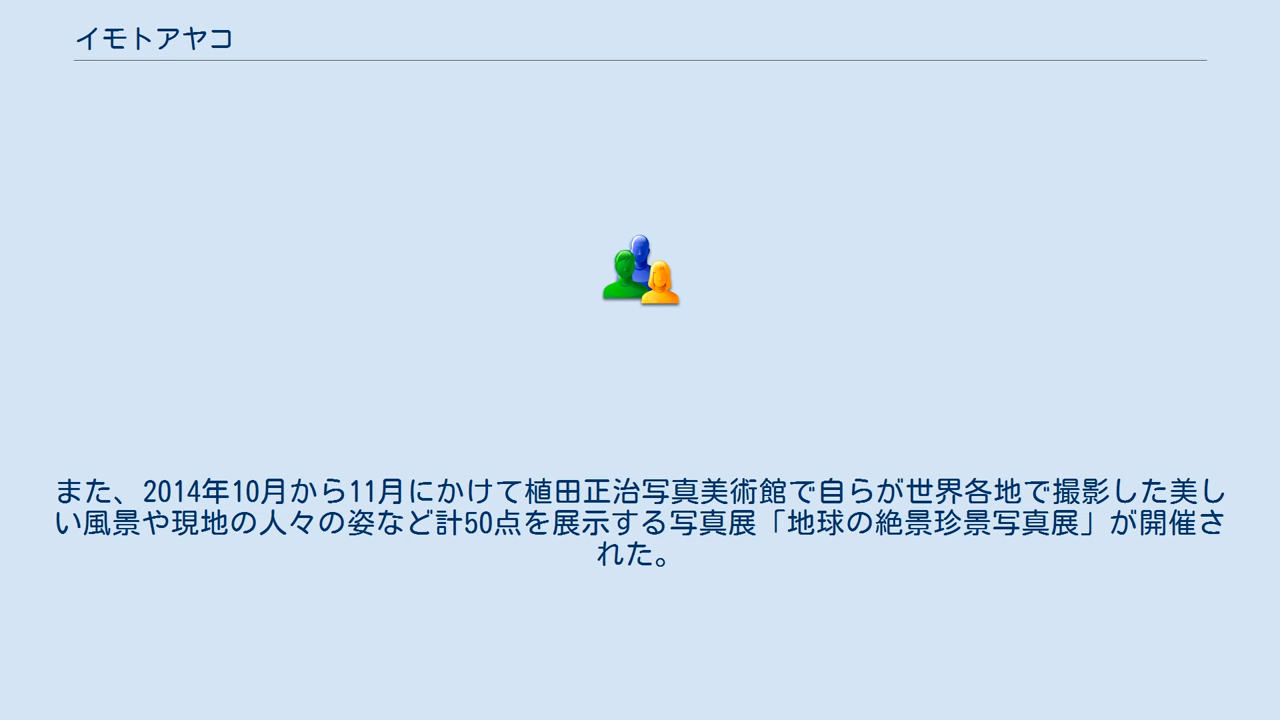 イモトアヤコ
また、2014年10月から11月にかけて植田正治写真美術館で自らが世界各地で撮影した美し
い風景や現地の人々の姿など計50点を展示する写真展「地球の絶景珍景写真展」が開催さ
れた。